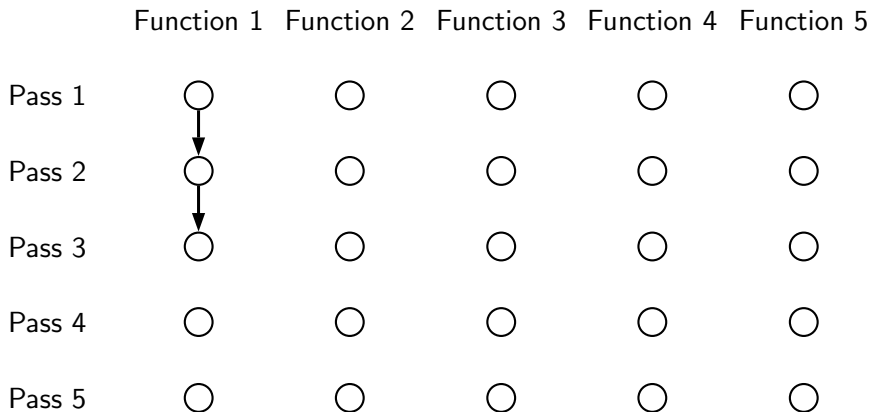 Function 1 Function 2 Function 3 Function 4 Function 5
Pass 1
Pass 2
Pass 3
Pass 4
Pass 5